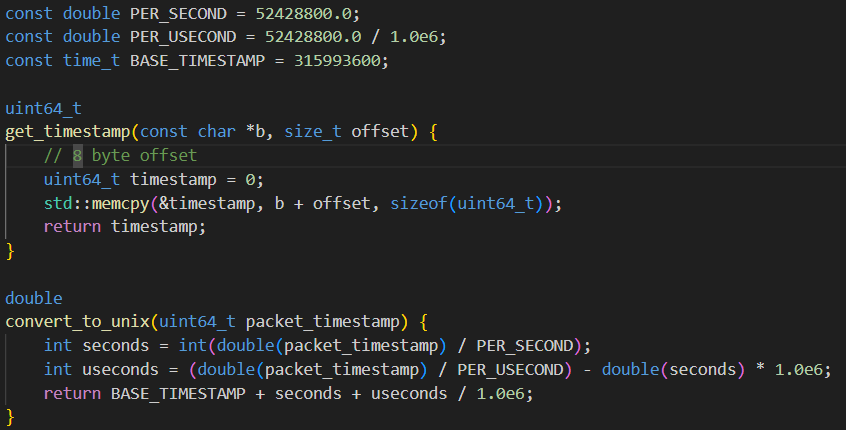 const double PER_SECOND = 52428800.0;
const double PER_USECOND = 52428800.0 / 1.0e6;
const time_t BASE_TIMESTAMP = 315993600;

uint64_t
get_timestamp(const char *b, size_t offset) {
    // 8 byte offset
    uint64_t timestamp = 0;
    std::memcpy(&timestamp, b + offset, sizeof(uint64_t));
    return timestamp;
}

double
convert_to_unix(uint64_t packet_timestamp) {
    int seconds = int(double(packet_timestamp) / PER_SECOND);
    int useconds = (double(packet_timestamp) / PER_USECOND) - double(seconds) * 1.0e6;
    return BASE_TIMESTAMP + seconds + useconds / 1.0e6;
}